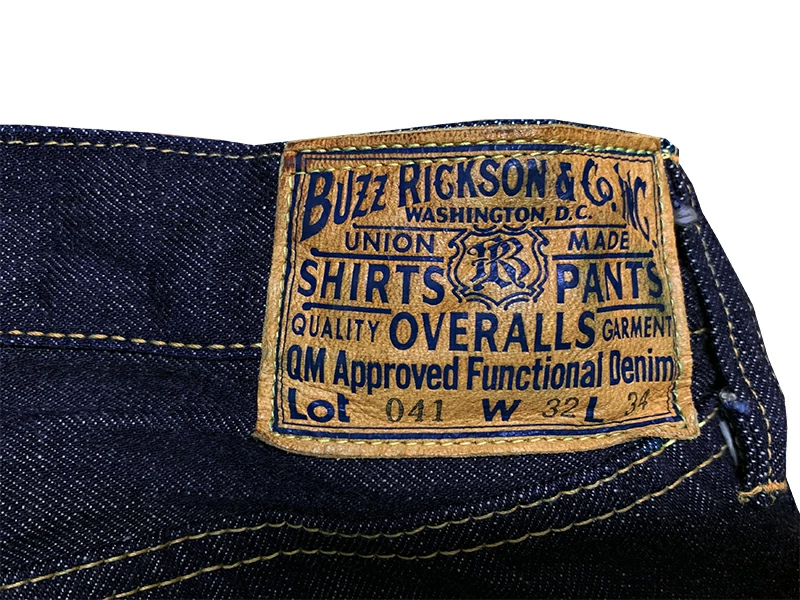 BUZZ RICKSON & Co. INC.
WASHINGTON, D.C.
UNION R MADE
SHIRTS PANTS
QUALITY OVERALLS GARMENT
QM Approved Functional Denim
Lot 041 W 32 L 34